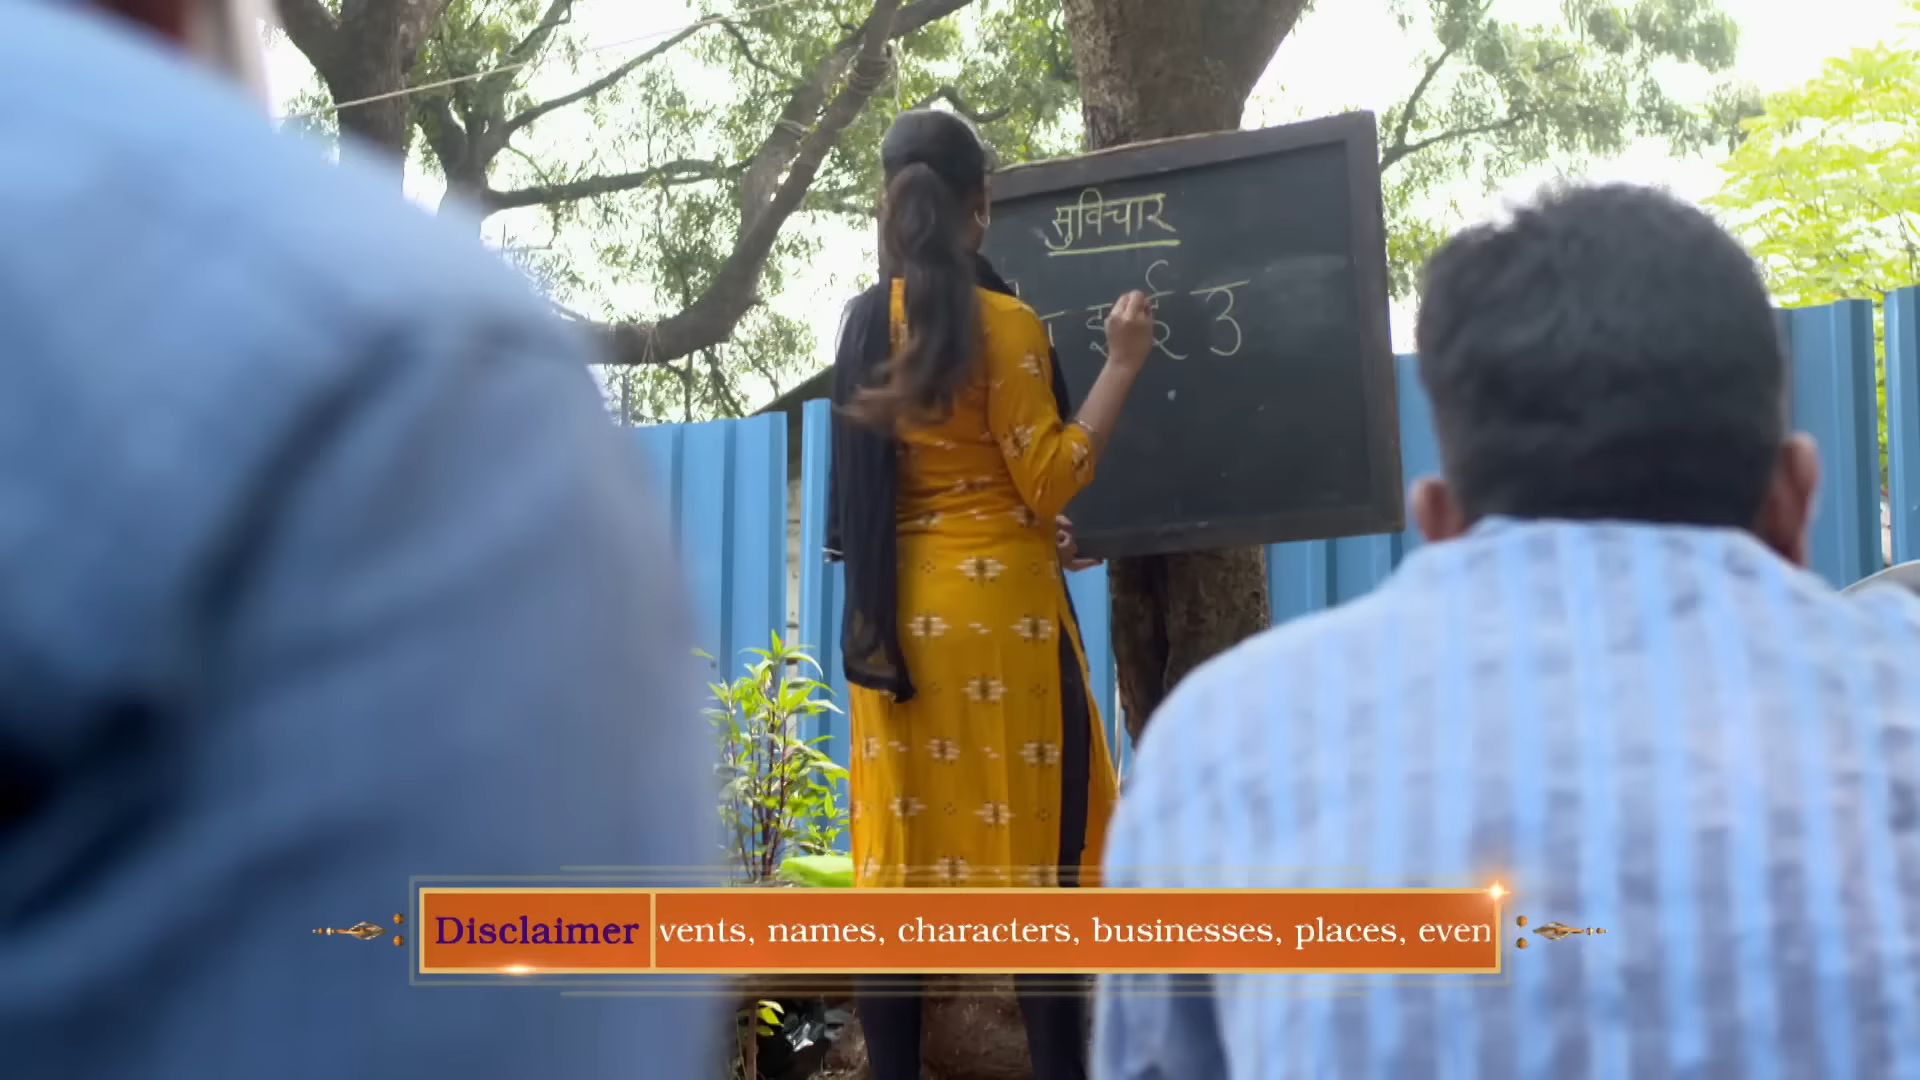 सुविचार
इ ई उ
Disclaimer
vents, names, characters, businesses, places, even